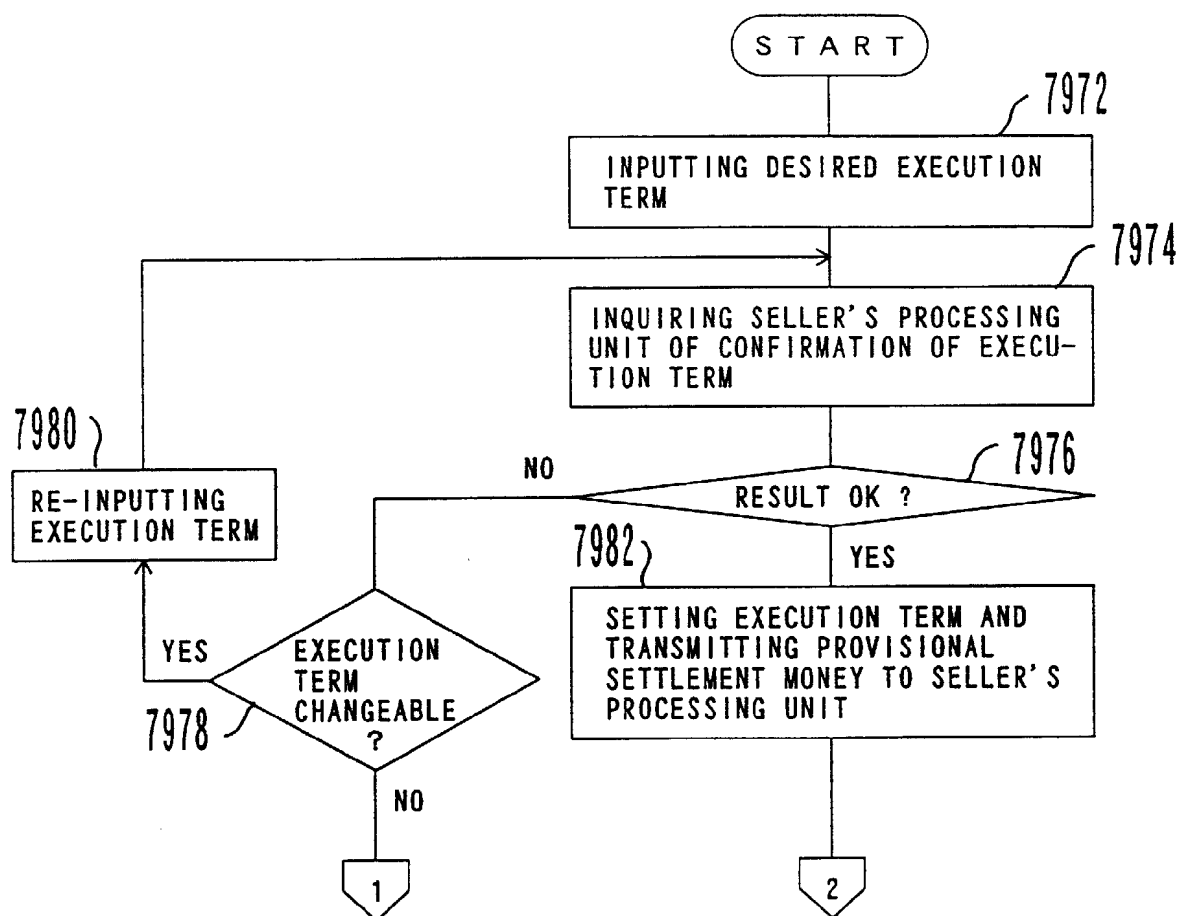 START
7972
INPUTTING DESIRED EXECUTION
TERM
7974
INQUIRING SELLER'S PROCESSING
UNIT OF CONFIRMATION OF EXECU-
TION TERM
7980
RE-INPUTTING
EXECUTION TERM
NO
7976
RESULT OK ?
7982
YES
SETTING EXECUTION TERM AND
TRANSMITTING PROVISIONAL
SETTLEMENT MONEY TO SELLER'S
PROCESSING UNIT
YES
EXECUTION
TERM
CHANGEABLE
?
7978
NO
1
2